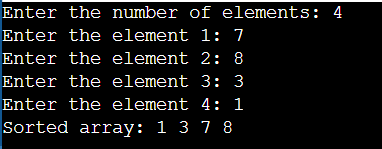 Enter the number of elements: 4
Enter the element 1: 7
Enter the element 2: 8
Enter the element 3: 3
Enter the element 4: 1
Sorted array: 1 3 7 8